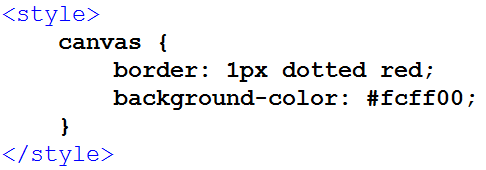 <style>
    canvas {
        border: 1px dotted red;
        background-color: #fcff00;
    }
</style>